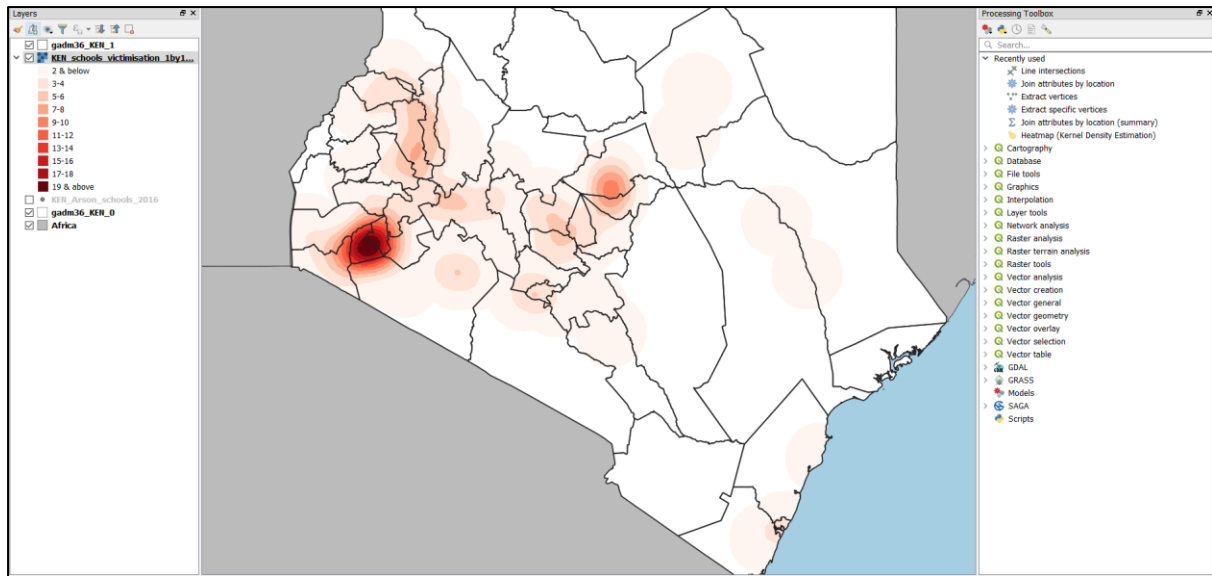 Layers
gadm36_KEN_1
KEN_schools_victimisation_1by1...
2 & below
3-4
5-6
7-8
9-10
11-12
13-14
15-16
17-18
19 & above
KEN_Arson_schools_2016
gadm36_KEN_0
Africa
Processing Toolbox
Search...
Recently used
Line intersections
Join attributes by location
Extract vertices
Extract specific vertices
Join attributes by location (summary)
Heatmap (Kernel Density Estimation)
Cartography
Database
File tools
Graphics
Interpolation
Layer tools
Network analysis
Raster analysis
Raster terrain analysis
Raster tools
Vector analysis
Vector creation
Vector general
Vector geometry
Vector overlay
Vector selection
Vector table
GDAL
GRASS
Models
SAGA
Scripts